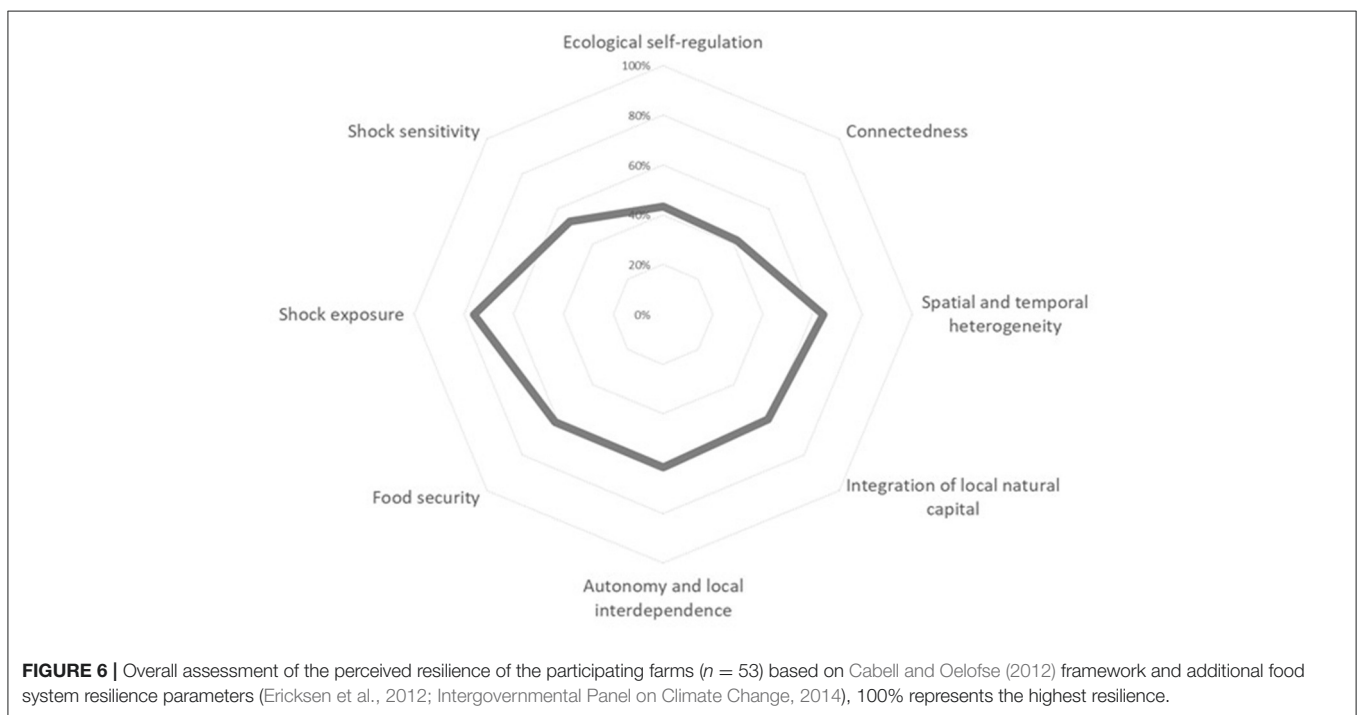 Ecological self-regulation
100%
Shock sensitivity
Connectedness
80%
60%
40%
20%
Shock exposure
0%
Spatial and temporal
heterogeneity
Food security
Integration of local natural
capital
Autonomy and local
interdependence
FIGURE 6 | Overall assessment of the perceived resilience of the participating farms (n = 53) based on Cabell and Oelofse (2012) framework and additional food
system resilience parameters (Ericksen et al., 2012; Intergovernmental Panel on Climate Change, 2014), 100% represents the highest resilience.